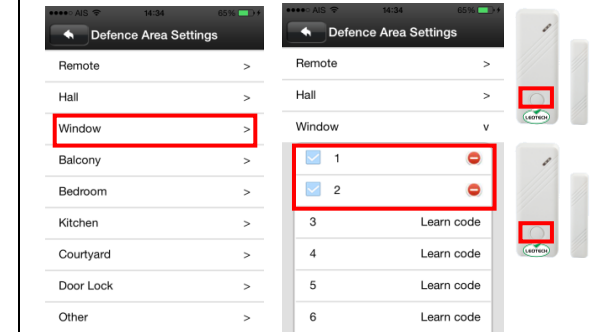 AIS 14:34 65%
Defence Area Settings
Remote >
Hall >
Window >
Balcony >
Bedroom >
Kitchen >
Courtyard >
Door Lock >
Other >
AIS 14:34 65%
Defence Area Settings
Remote >
Hall >
Window v
1
2
3 Learn code
4 Learn code
5 Learn code
6 Learn code
LEOTECH
LEOTECH